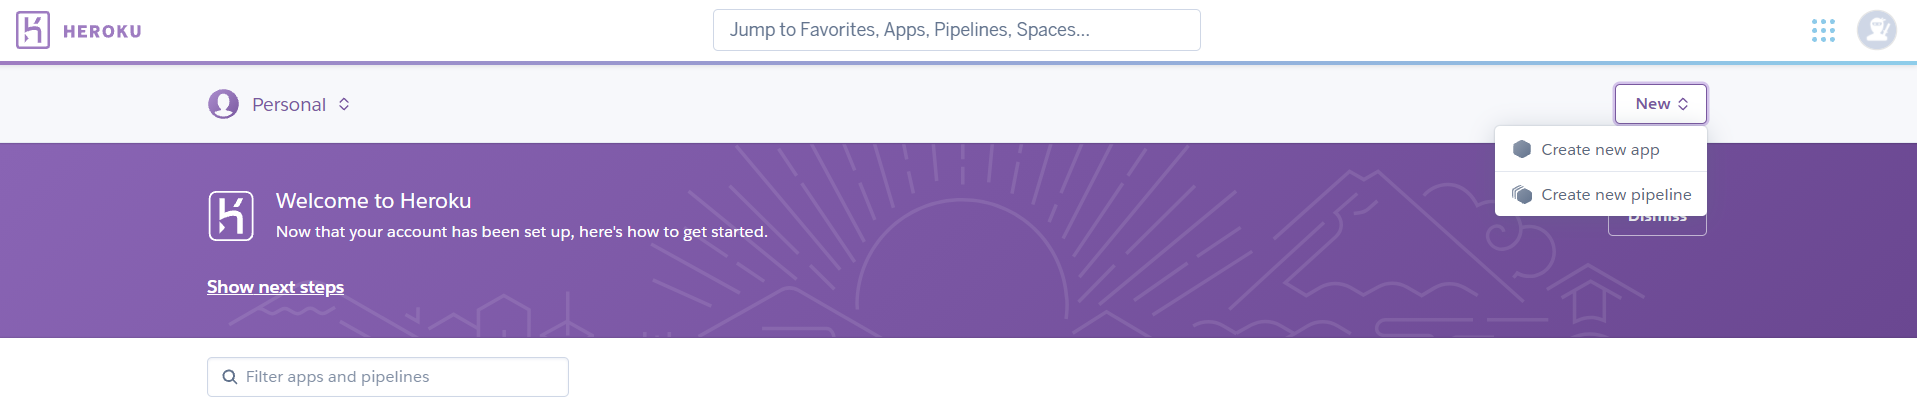 HEROKU
Jump to Favorites, Apps, Pipelines, Spaces...
Personal
New
Create new app
Create new pipeline
Dismiss
Welcome to Heroku
Now that your account has been set up, here's how to get started.
Show next steps
Filter apps and pipelines